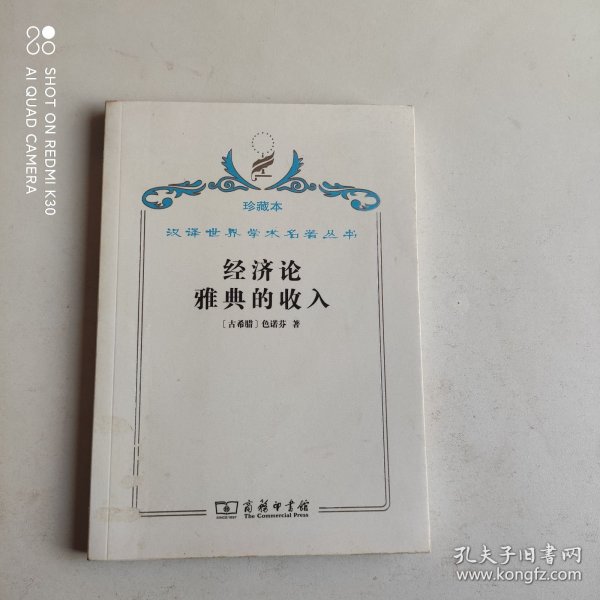 SHOT ON REDMI K30
AI QUAD CAMERA
珍藏本
汉译世界学术名著丛书
经济论
雅典的收入
〔古希腊〕色诺芬 著
SINCE1897
商务印书馆
The Commercial Press
孔夫子旧书网
www.kongfz.com